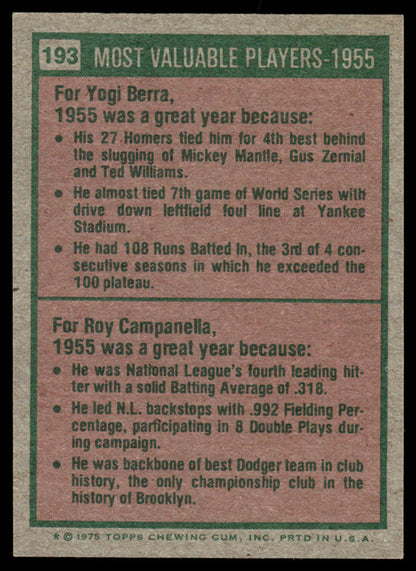 193 MOST VALUABLE PLAYERS-1955
For Yogi Berra,
1955 was a great year because:
● His 27 Homers tied him for 4th best behind
the slugging of Mickey Mantle, Gus Zernial
and Ted Williams.
● He almost tied 7th game of World Series with
drive down leftfield foul line at Yankee
Stadium.
● He had 108 Runs Batted In, the 3rd of 4 con-
secutive seasons in which he exceeded the
100 plateau.
For Roy Campanella,
1955 was a great year because:
● He was National League's fourth leading hit-
ter with a solid Batting Average of .318.
● He led N.L. backstops with .992 Fielding Per-
centage, participating in 8 Double Plays dur-
ing campaign.
● He was backbone of best Dodger team in club
history, the only championship club in the
history of Brooklyn.
* © 1975 TOPPS CHEWING GUM, INC. PRTD IN U.S.A.